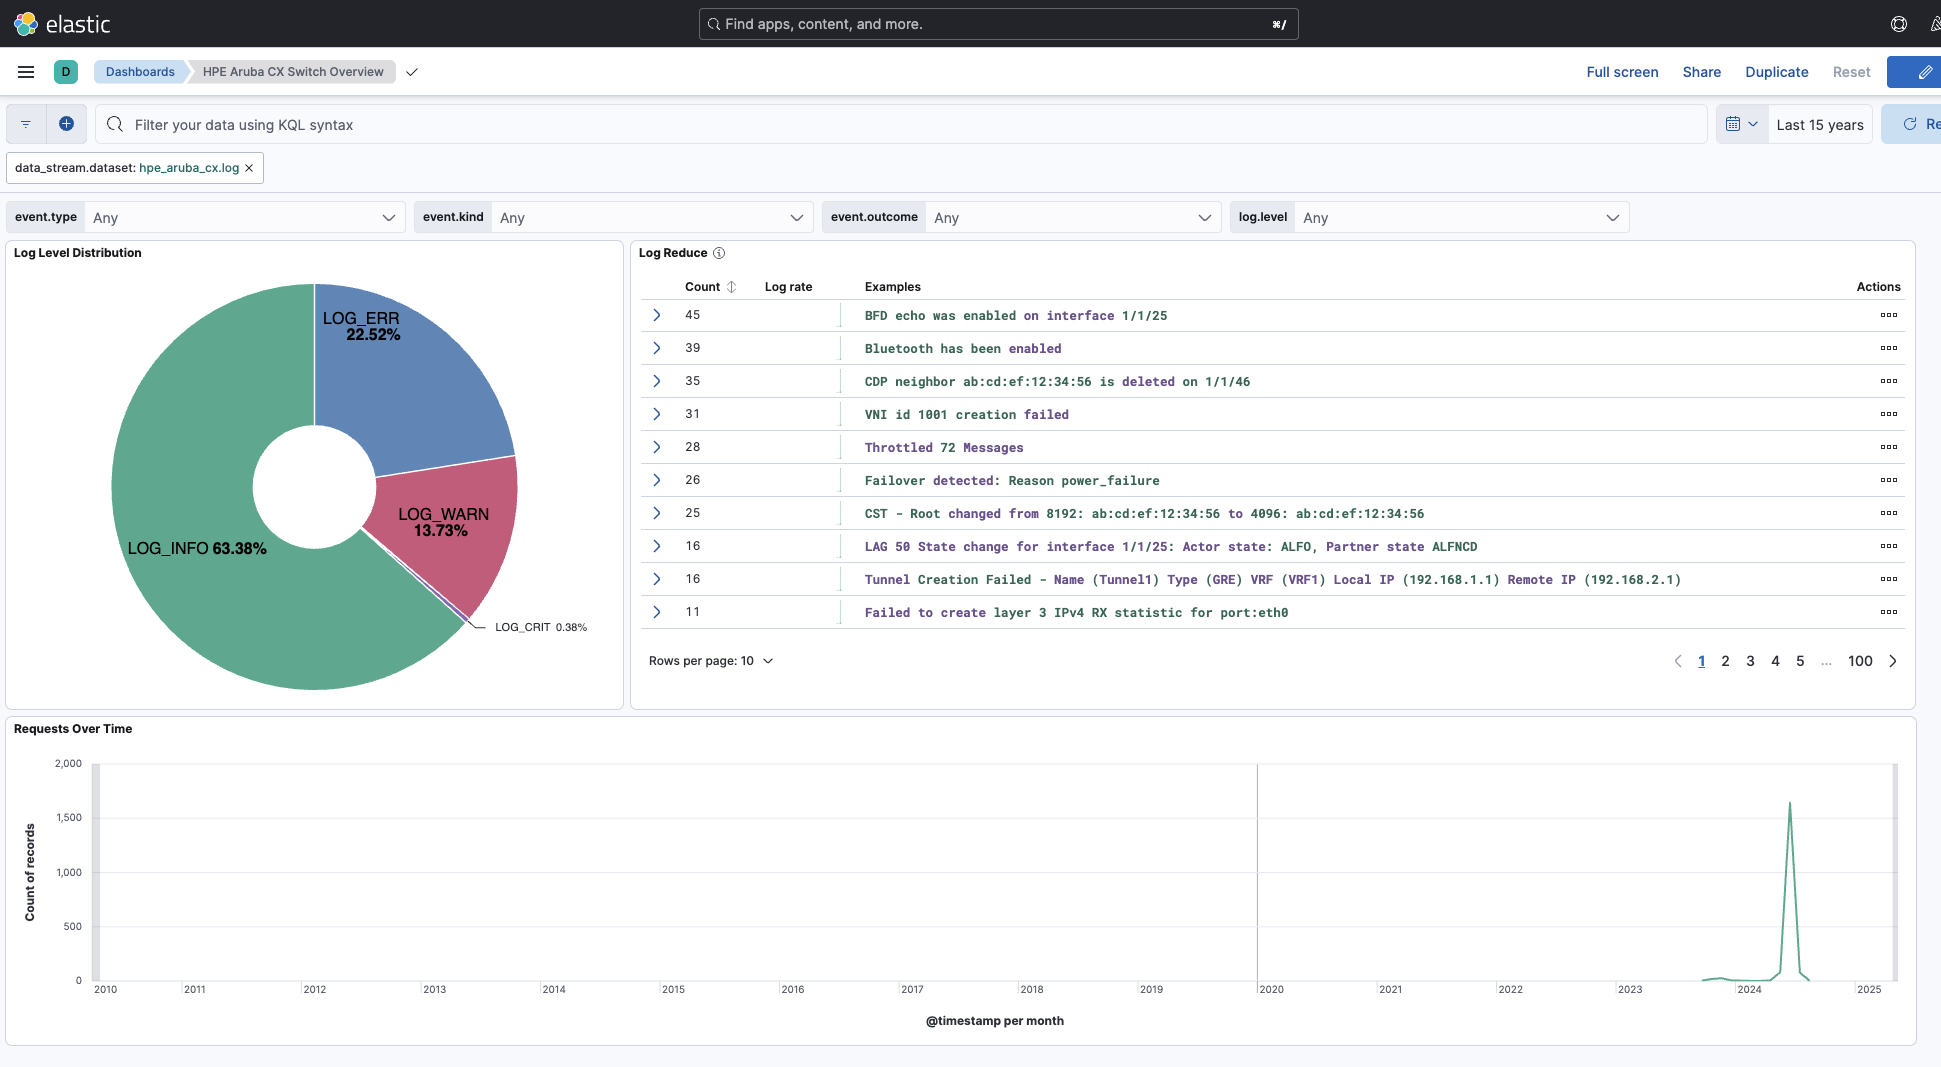 elastic
Find apps, content, and more.
⌘/
D
Dashboards
HPE Aruba CX Switch Overview
Full screen
Share
Duplicate
Reset
Filter your data using KQL syntax
Last 15 years
Re
data_stream.dataset: hpe_aruba_cx.log ×
event.type Any
event.kind Any
event.outcome Any
log.level Any
Log Level Distribution
LOG_ERR
22.52%
LOG_WARN
13.73%
LOG_INFO 63.38%
LOG_CRIT 0.38%
Log Reduce
Count Log rate Examples Actions
45 BFD echo was enabled on interface 1/1/25
39 Bluetooth has been enabled
35 CDP neighbor ab:cd:ef:12:34:56 is deleted on 1/1/46
31 VNI id 1001 creation failed
28 Throttled 72 Messages
26 Failover detected: Reason power_failure
25 CST - Root changed from 8192: ab:cd:ef:12:34:56 to 4096: ab:cd:ef:12:34:56
16 LAG 50 State change for interface 1/1/25: Actor state: ALFO, Partner state ALFNCD
16 Tunnel Creation Failed - Name (Tunnel1) Type (GRE) VRF (VRF1) Local IP (192.168.1.1) Remote IP (192.168.2.1)
11 Failed to create layer 3 IPv4 RX statistic for port:eth0
Rows per page: 10
1 2 3 4 5 ... 100
Requests Over Time
Count of records
2,000
1,500
1,000
500
0
2010 2011 2012 2013 2014 2015 2016 2017 2018 2019 2020 2021 2022 2023 2024 2025
@timestamp per month